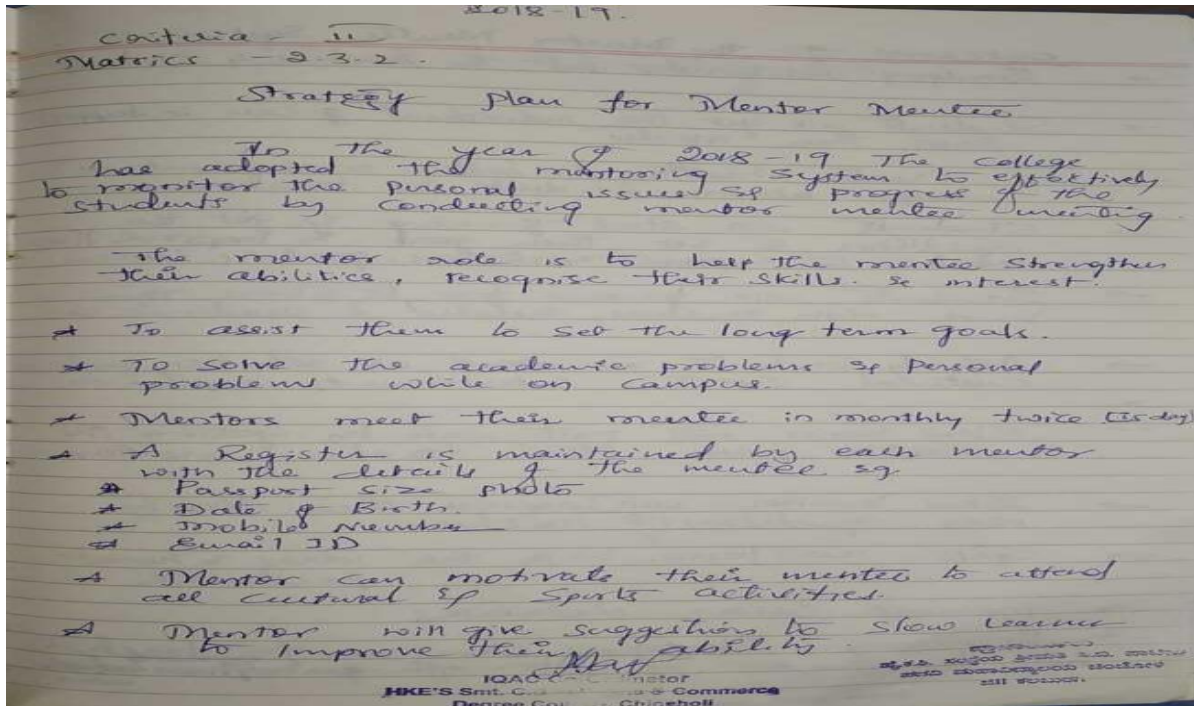 2018-19.
Criteria - II
Matrics - 2.3.2.
Strategy plan for Mentor Mentee
In the year of 2018-19 The college
has adopted the mentoring system to effectively
to monitor the personal issues & progress of the
students by conducting mentor mentee meeting
The mentor role is to help the mentee strengthen
their abilities, recognise their skills. & interest.
* To assist them to set the long term goals.
* To solve the academic problems & personal
problems while on campus.
* Mentors meet their mentee in monthly twice (15 day)
* A Register is maintained by each mentor
with the details of the mentee eg.
* Passport size photo
* Date of Birth.
* Mobile Number
* Email ID
* Mentor can motivate their mentee to attend
all cultural & sports activities.
* Mentor will give suggestion to slow learner
to improve their ability.
IQAC
HKE'S Smt. & Commerce
Degree Chincholi